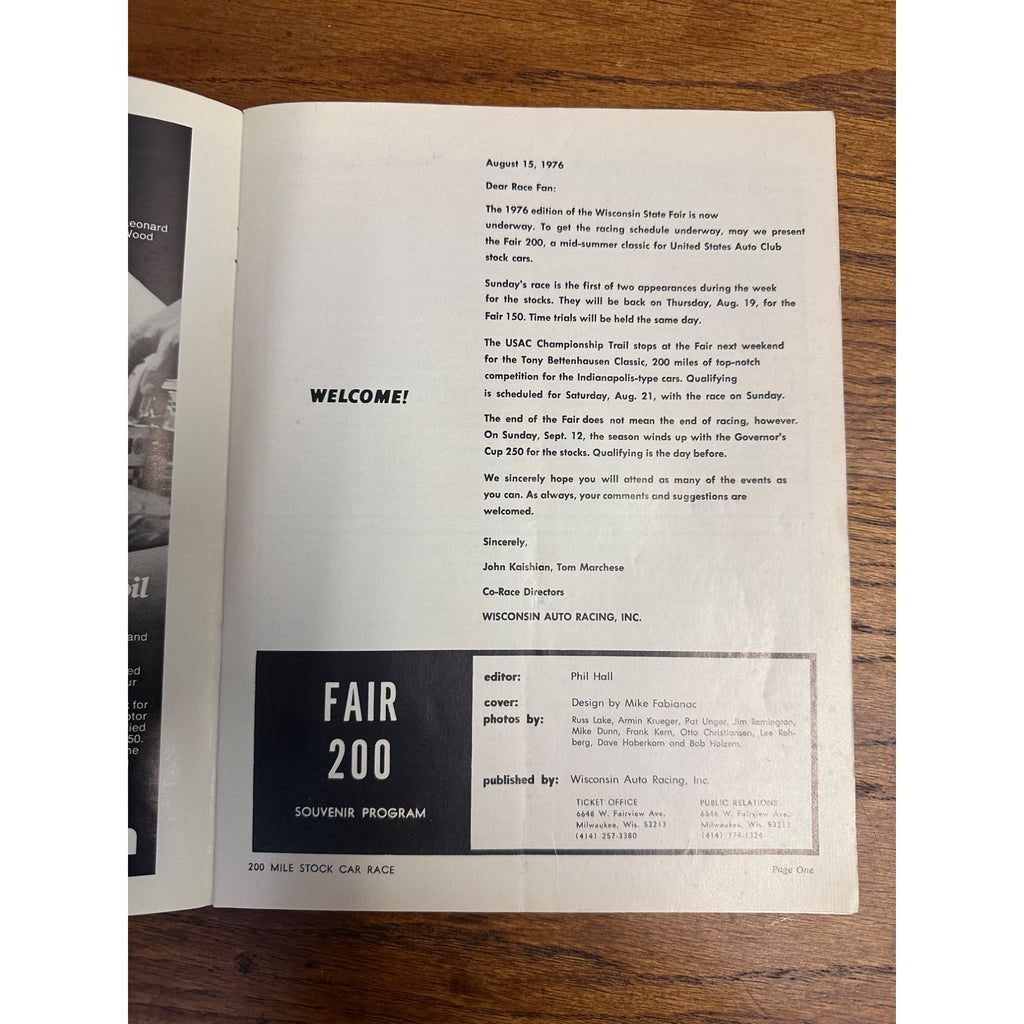 eonard
Wood
oil
and
ed
ur
for
otor
ied
50.
ne
WELCOME!
August 15, 1976
Dear Race Fan:
The 1976 edition of the Wisconsin State Fair is now
underway. To get the racing schedule underway, may we present
the Fair 200, a mid-summer classic for United States Auto Club
stock cars.
Sunday's race is the first of two appearances during the week
for the stocks. They will be back on Thursday, Aug. 19, for the
Fair 150. Time trials will be held the same day.
The USAC Championship Trail stops at the Fair next weekend
for the Tony Bettenhausen Classic, 200 miles of top-notch
competition for the Indianapolis-type cars. Qualifying
is scheduled for Saturday, Aug. 21, with the race on Sunday.
The end of the Fair does not mean the end of racing, however.
On Sunday, Sept. 12, the season winds up with the Governor's
Cup 250 for the stocks. Qualifying is the day before.
We sincerely hope you will attend as many of the events as
you can. As always, your comments and suggestions are
welcomed.
Sincerely,
John Kaishian, Tom Marchese
Co-Race Directors
WISCONSIN AUTO RACING, INC.
FAIR
200
SOUVENIR PROGRAM
editor: Phil Hall
cover: Design by Mike Fabianac
photos by: Russ Lake, Armin Krueger, Pat Unger, Jim Remington,
Mike Dunn, Frank Kern, Otto Christiansen, Lee Reh-
berg, Dave Haberkorn and Bob Holzem.
published by: Wisconsin Auto Racing, Inc.
TICKET OFFICE
6648 W. Fairview Ave.
Milwaukee, Wis. 53213
(414) 257-3380
PUBLIC RELATIONS
6646 W. Fairview Ave.
Milwaukee, Wis. 53213
(414) 774-1324
200 MILE STOCK CAR RACE
Page One